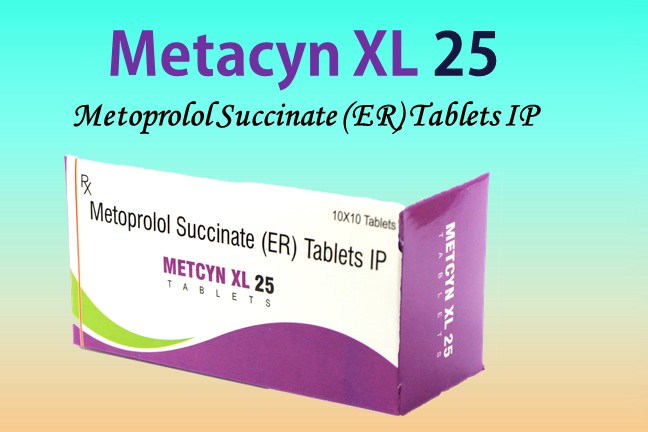 Metacyn XL 25
Metoprolol Succinate (ER) Tablets IP
Rx
10X10 Tablets
Metoprolol Succinate (ER) Tablets IP
METCYN XL 25
TABLETS
METCYN XL 25
TABLETS